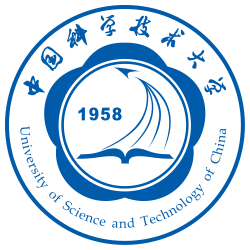 中国科学技术大学
1958
University of Science and Technology of China